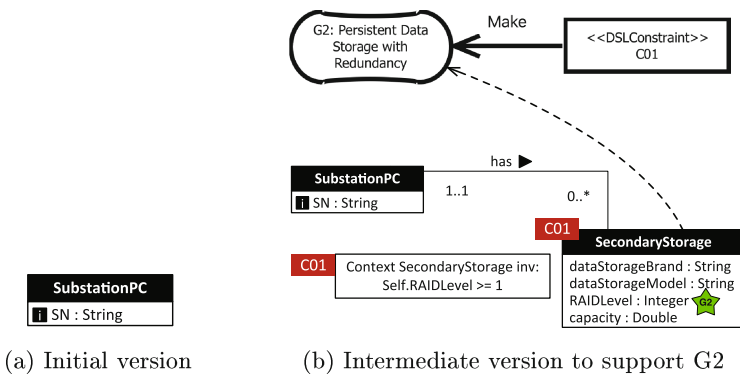 G2: Persistent Data
Storage with
Redundancy
Make
<<DSLConstraint>>
C01
has
SubstationPC
i SN : String
1..1
0..*
C01
SecondaryStorage
dataStorageBrand : String
dataStorageModel : String
RAIDLevel : Integer G2
capacity : Double
C01
Context SecondaryStorage inv:
Self.RAIDLevel >= 1
SubstationPC
i SN : String
(a) Initial version
(b) Intermediate version to support G2